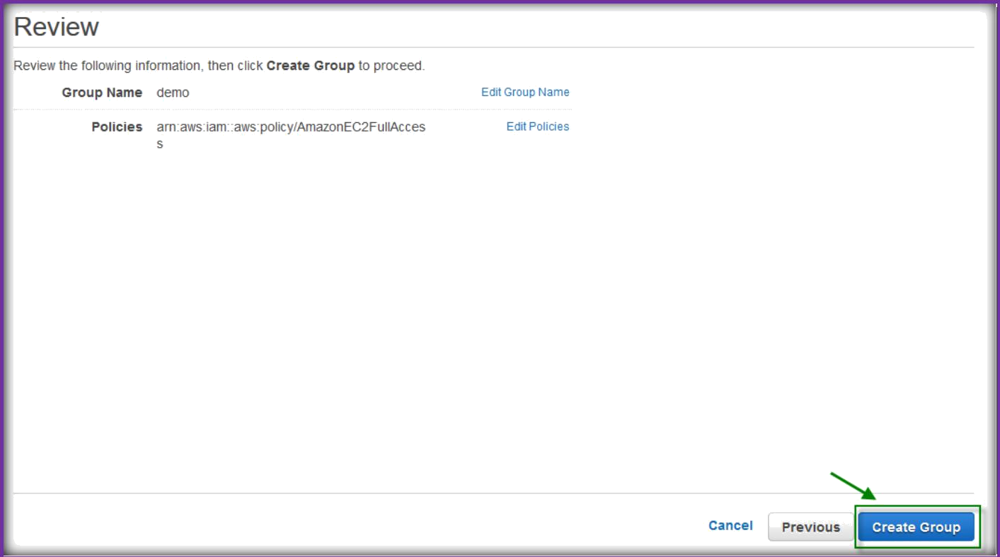 Review
Review the following information, then click Create Group to proceed.
Group Name demo Edit Group Name
Policies arn:aws:iam::aws:policy/AmazonEC2FullAcces Edit Policies
s
Cancel Previous Create Group